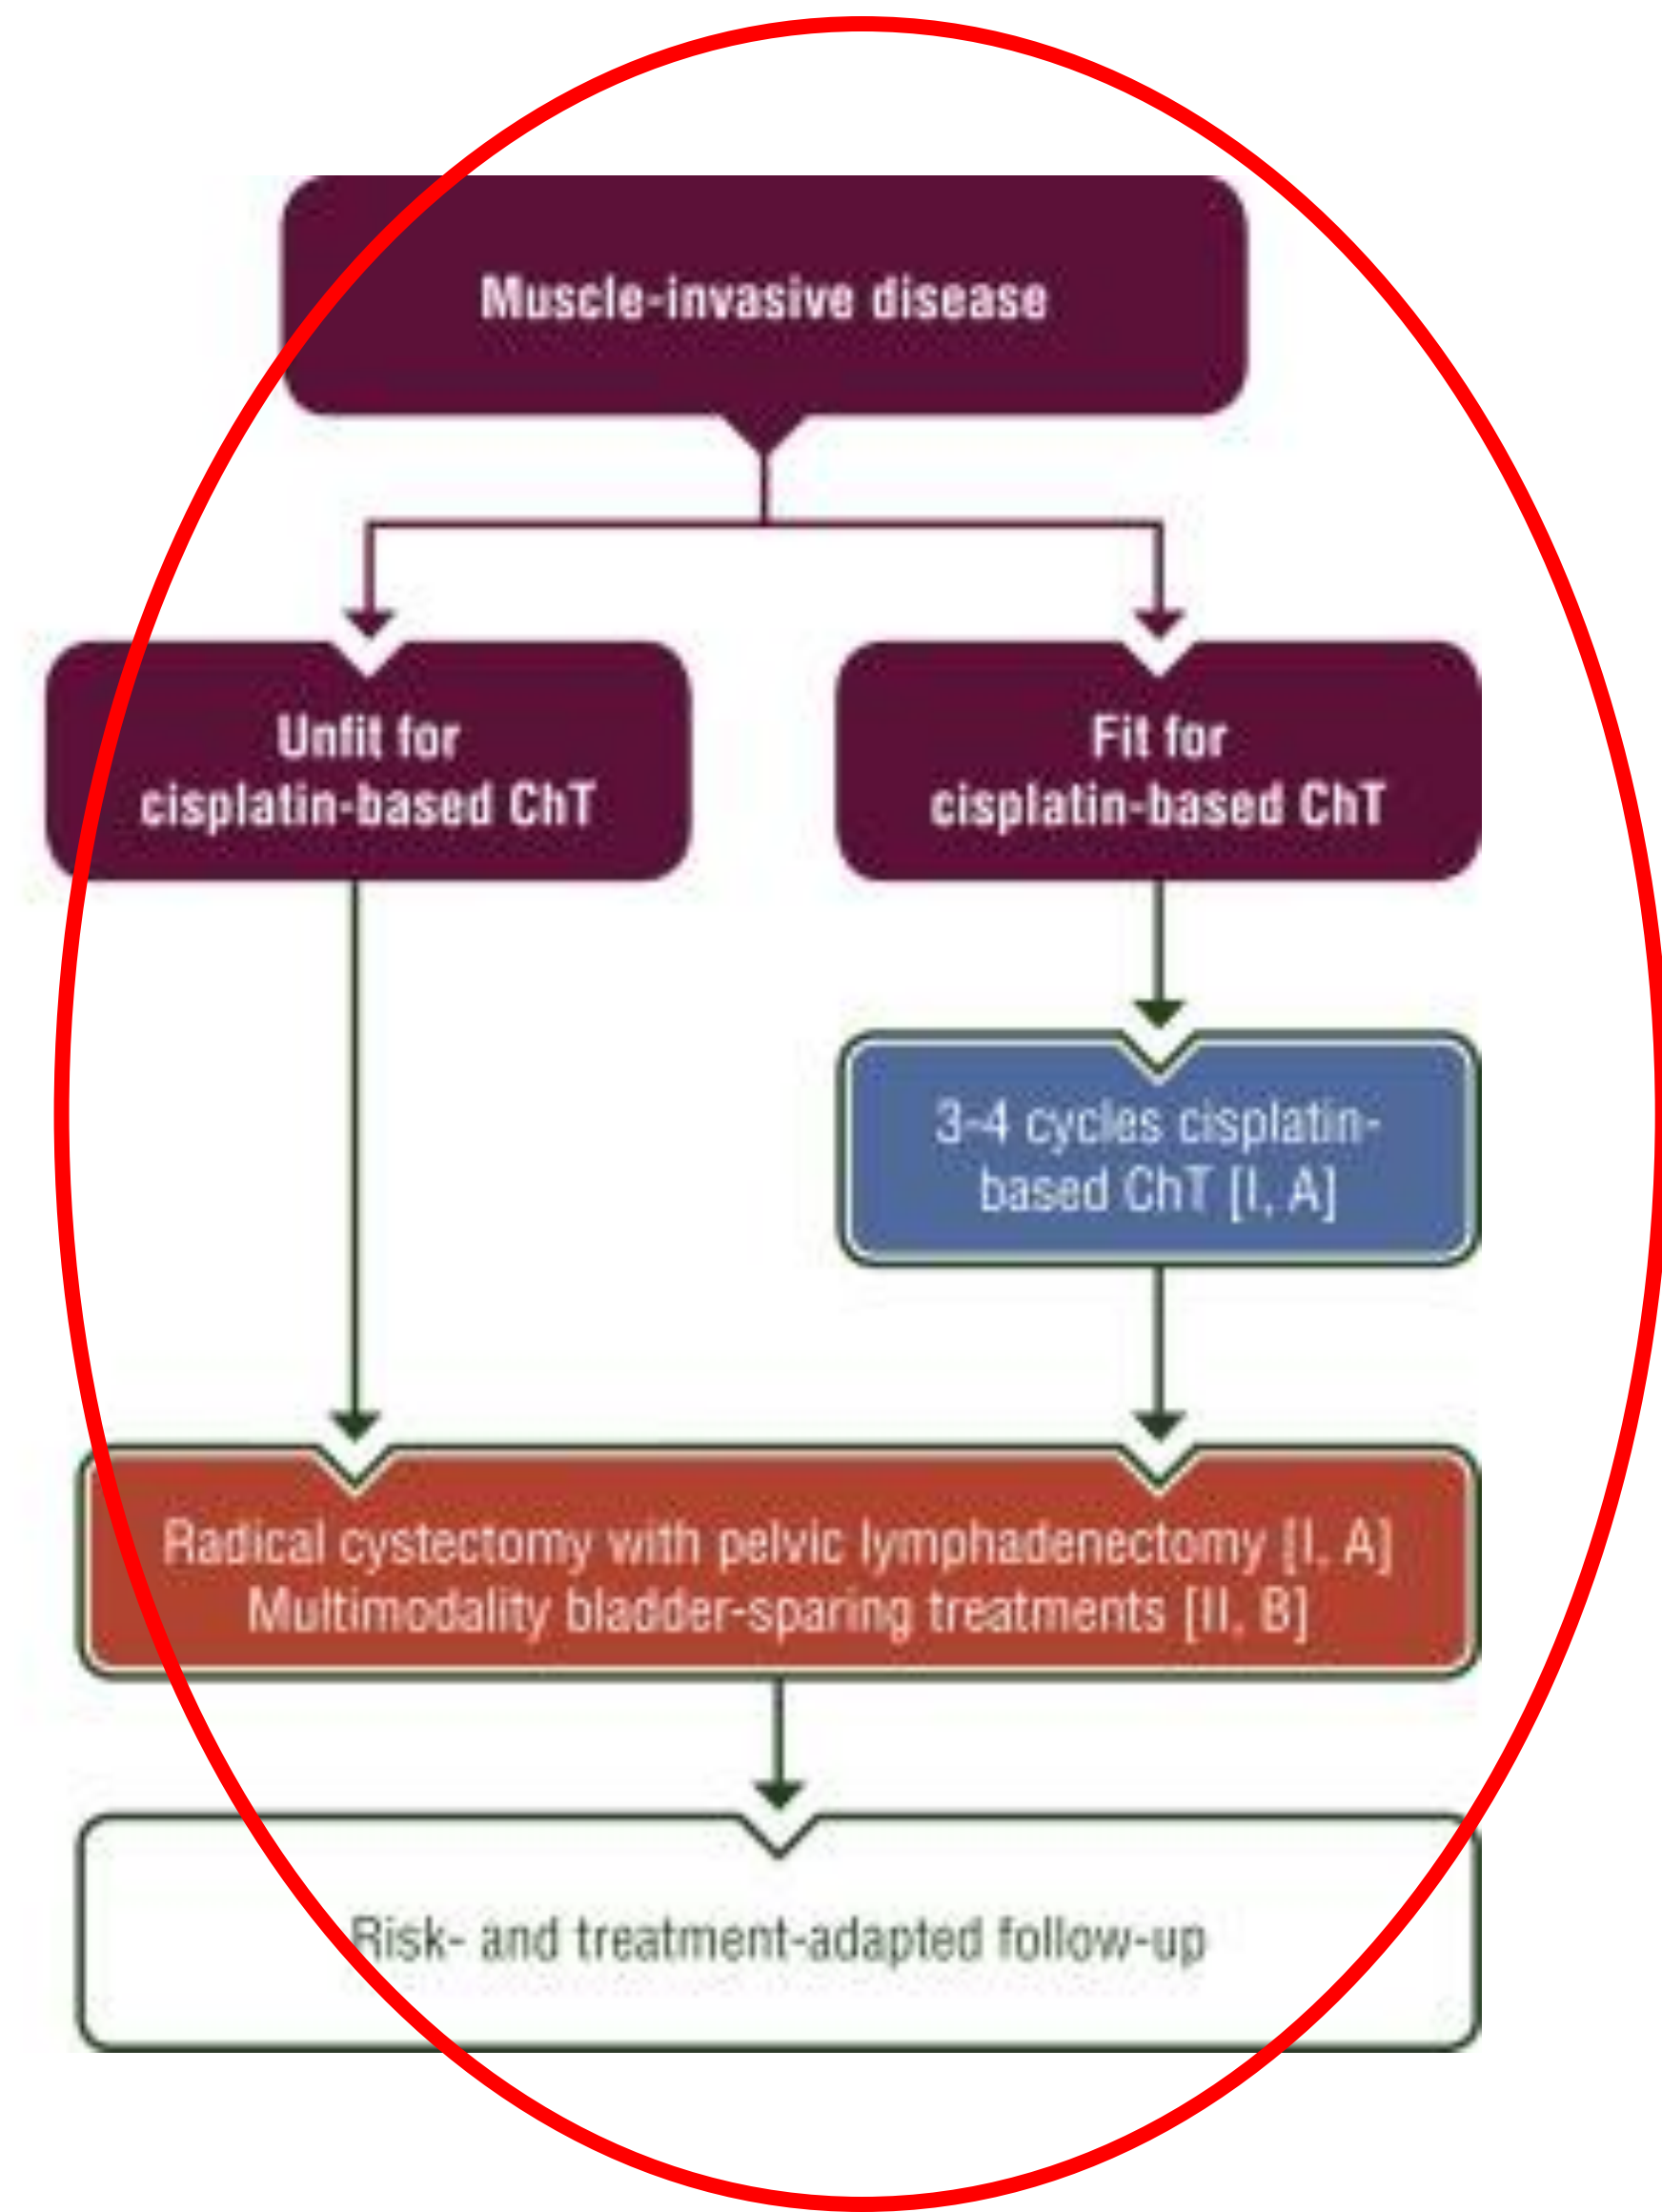 Muscle-invasive disease
Unfit for
cisplatin-based ChT
Fit for
cisplatin-based ChT
3-4 cycles cisplatin-
based ChT [I, A]
Radical cystectomy with pelvic lymphadenectomy [I, A]
Multimodality bladder-sparing treatments [II, B]
Risk- and treatment-adapted follow-up